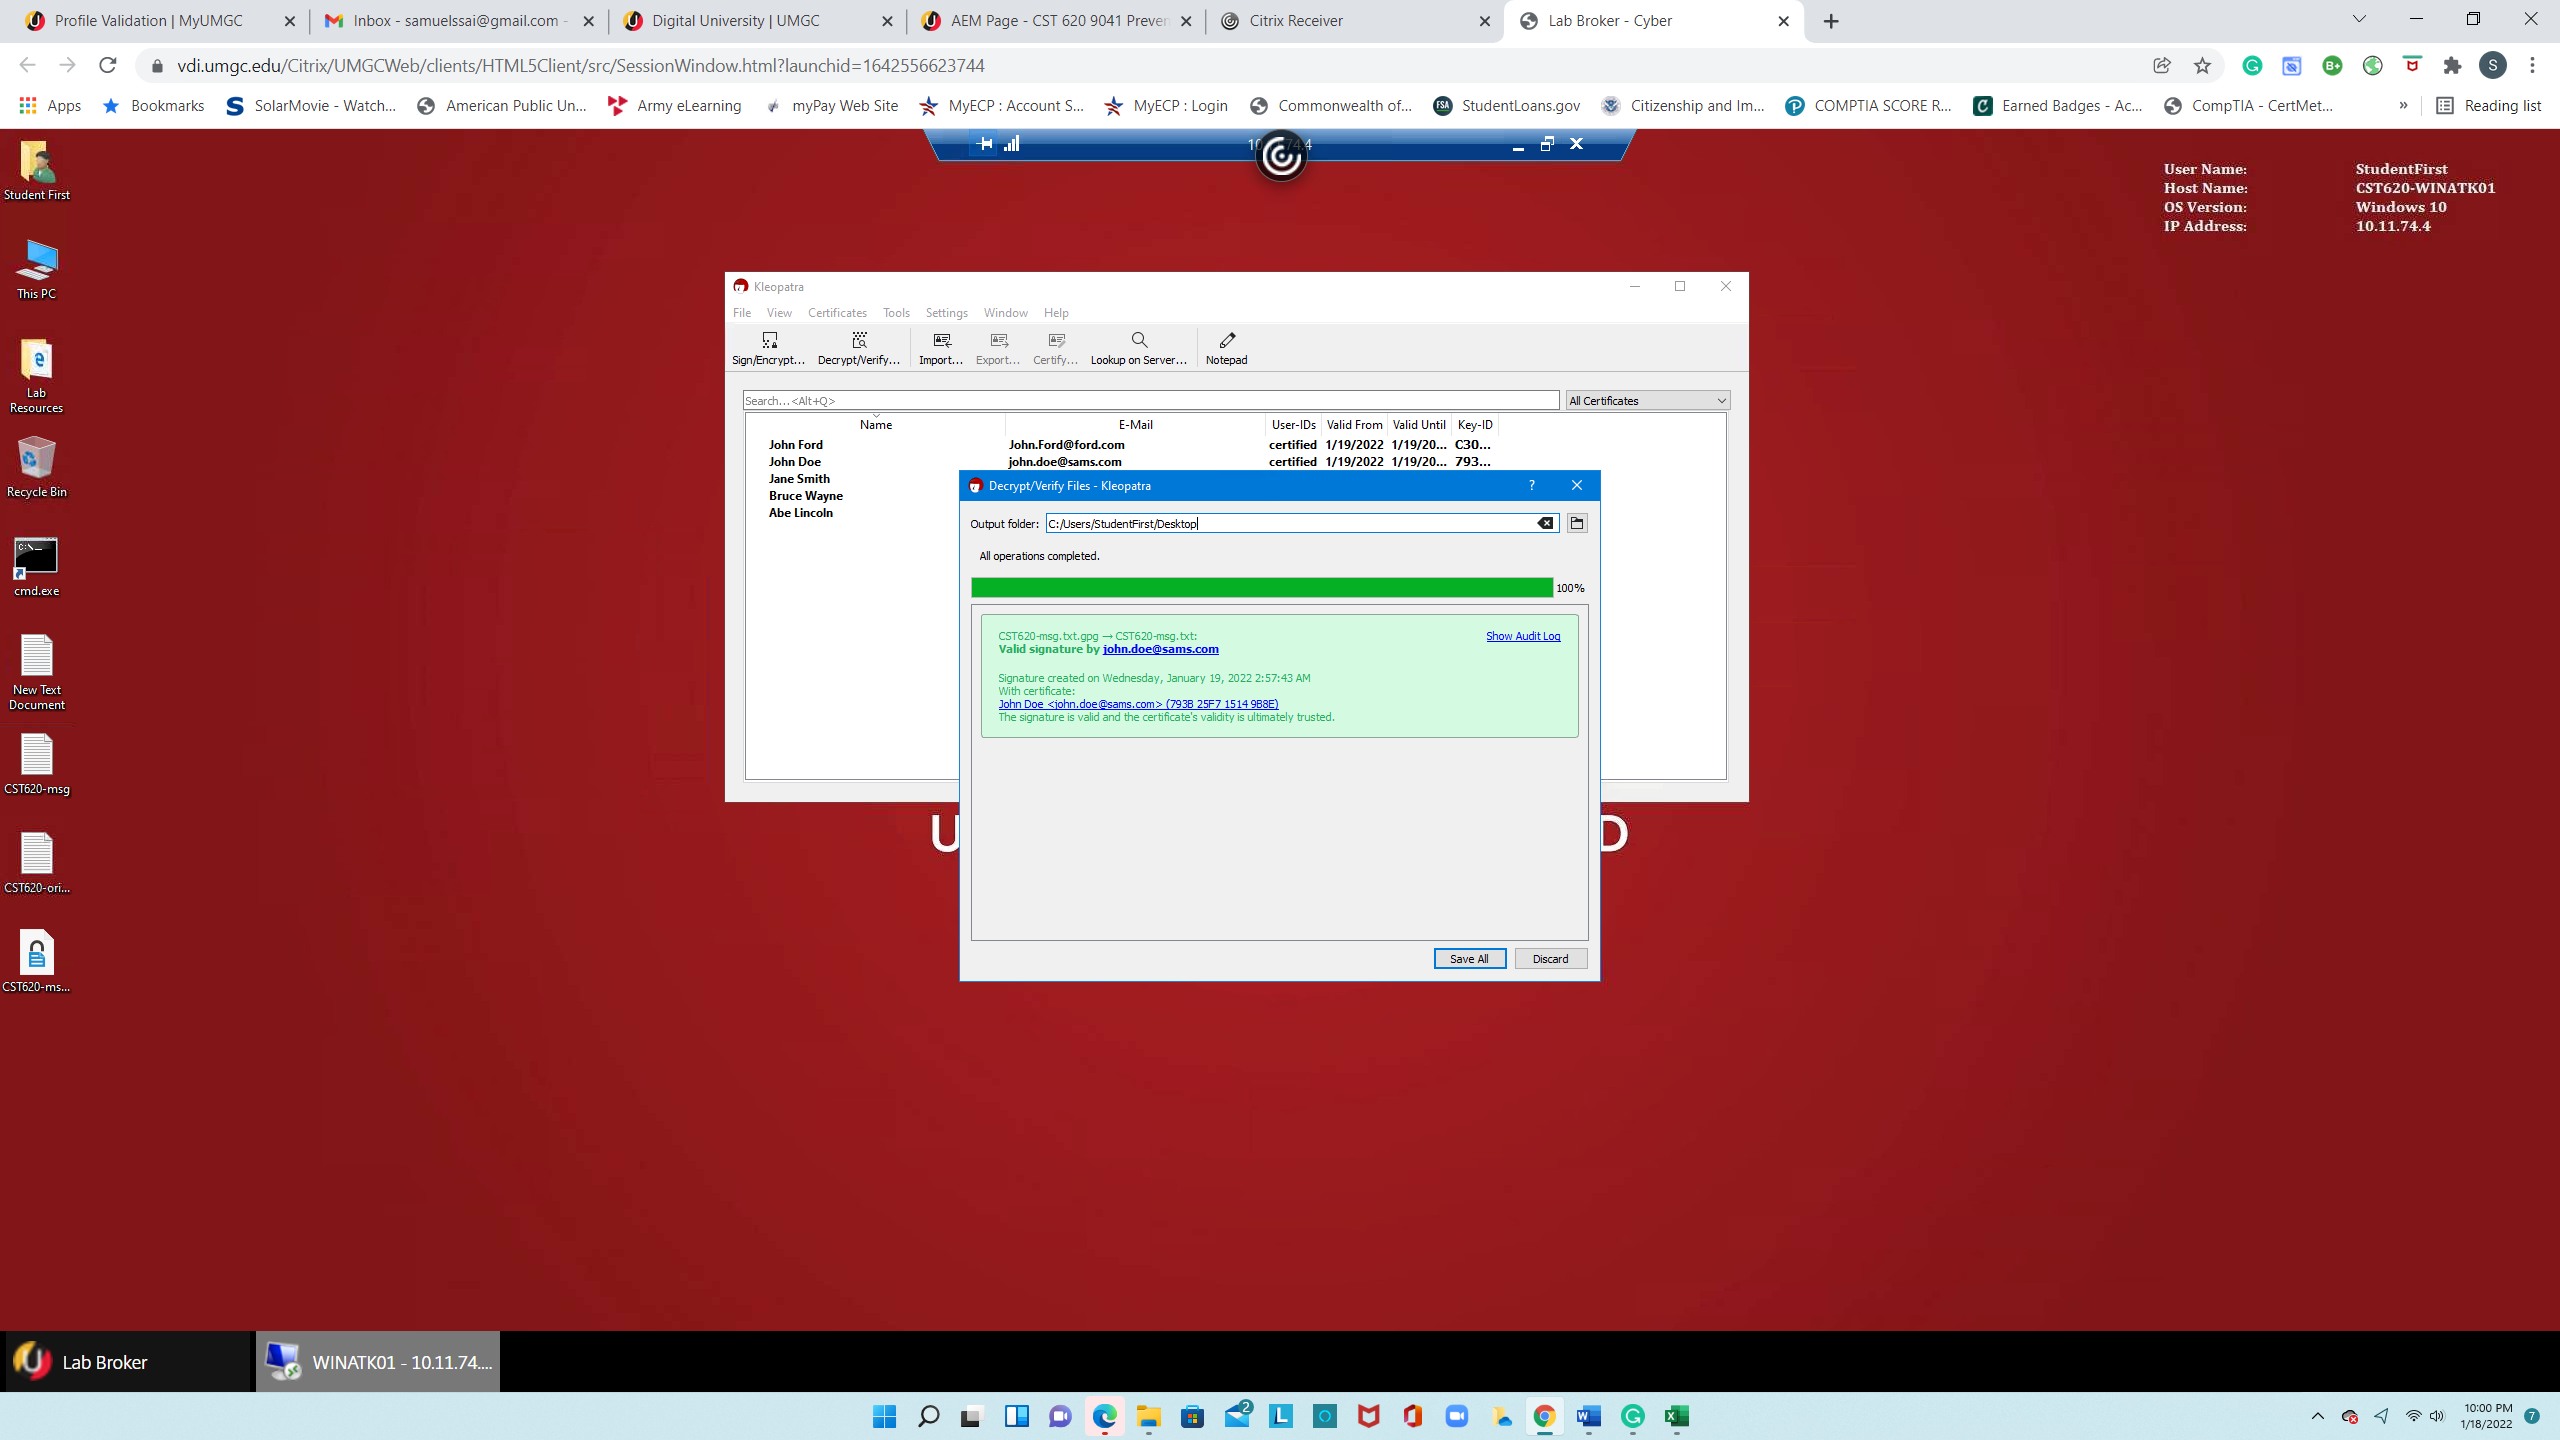 Profile Validation | MyUMGC
Inbox - samuelssai@gmail.com -
Digital University | UMGC
AEM Page - CST 620 9041 Preven
Citrix Receiver
Lab Broker - Cyber
vdi.umgc.edu/Citrix/UMGCWeb/clients/HTML5Client/src/SessionWindow.html?launchid=1642556623744
S
Apps
Bookmarks
SolarMovie - Watch...
American Public Un...
Army eLearning
myPay Web Site
MyECP : Account S...
MyECP : Login
Commonwealth of...
StudentLoans.gov
Citizenship and Im...
COMPTIA SCORE R...
Earned Badges - Ac...
CompTIA - CertMet...
»
Reading list
User Name: StudentFirst
Host Name: CST620-WINATK01
OS Version: Windows 10
IP Address: 10.11.74.4
Student First
This PC
Lab
Resources
Recycle Bin
cmd.exe
New Text
Document
CST620-msg
CST620-ori...
CST620-ms...
Kleopatra
File View Certificates Tools Settings Window Help
Sign/Encrypt... Decrypt/Verify... Import... Export... Certify... Lookup on Server... Notepad
Search...<Alt+Q>
All Certificates
Name E-Mail User-IDs Valid From Valid Until Key-ID
John Ford John.Ford@ford.com certified 1/19/2022 1/19/20... C30...
John Doe john.doe@sams.com certified 1/19/2022 1/19/20... 793...
Jane Smith
Bruce Wayne
Abe Lincoln
Decrypt/Verify Files - Kleopatra
Output folder: C:/Users/StudentFirst/Desktop
All operations completed.
100%
CST620-msg.txt.gpg → CST620-msg.txt:
Show Audit Log
Valid signature by john.doe@sams.com
Signature created on Wednesday, January 19, 2022 2:57:43 AM
With certificate:
John Doe <john.doe@sams.com> (793B 25F7 1514 9B8E)
The signature is valid and the certificate's validity is ultimately trusted.
Save All
Discard
U
D
Lab Broker
WINATK01 - 10.11.74....
2
10:00 PM
1/18/2022
7